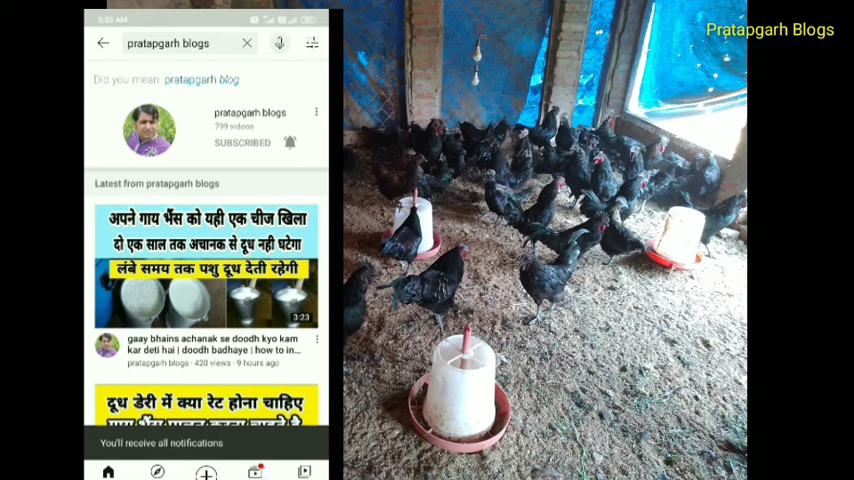 5:53 AM
pratapgarh blogs
Did you mean: pratapgarh blog
pratapgarh blogs
799 videos
SUBSCRIBED
Latest from pratapgarh blogs
अपने गाय भैंस को यही एक चीज खिला
दो एक साल तक अचानक से दूध नही घटेगा
लंबे समय तक पशु दूध देती रहेगी
3:23
gaay bhains achanak se doodh kyo kam
kar deti hai | doodh badhaye | how to in...
pratapgarh blogs · 420 views · 9 hours ago
दूध डेरी में क्या रेट होना चाहिए
You'll receive all notifications
Pratapgarh Blogs